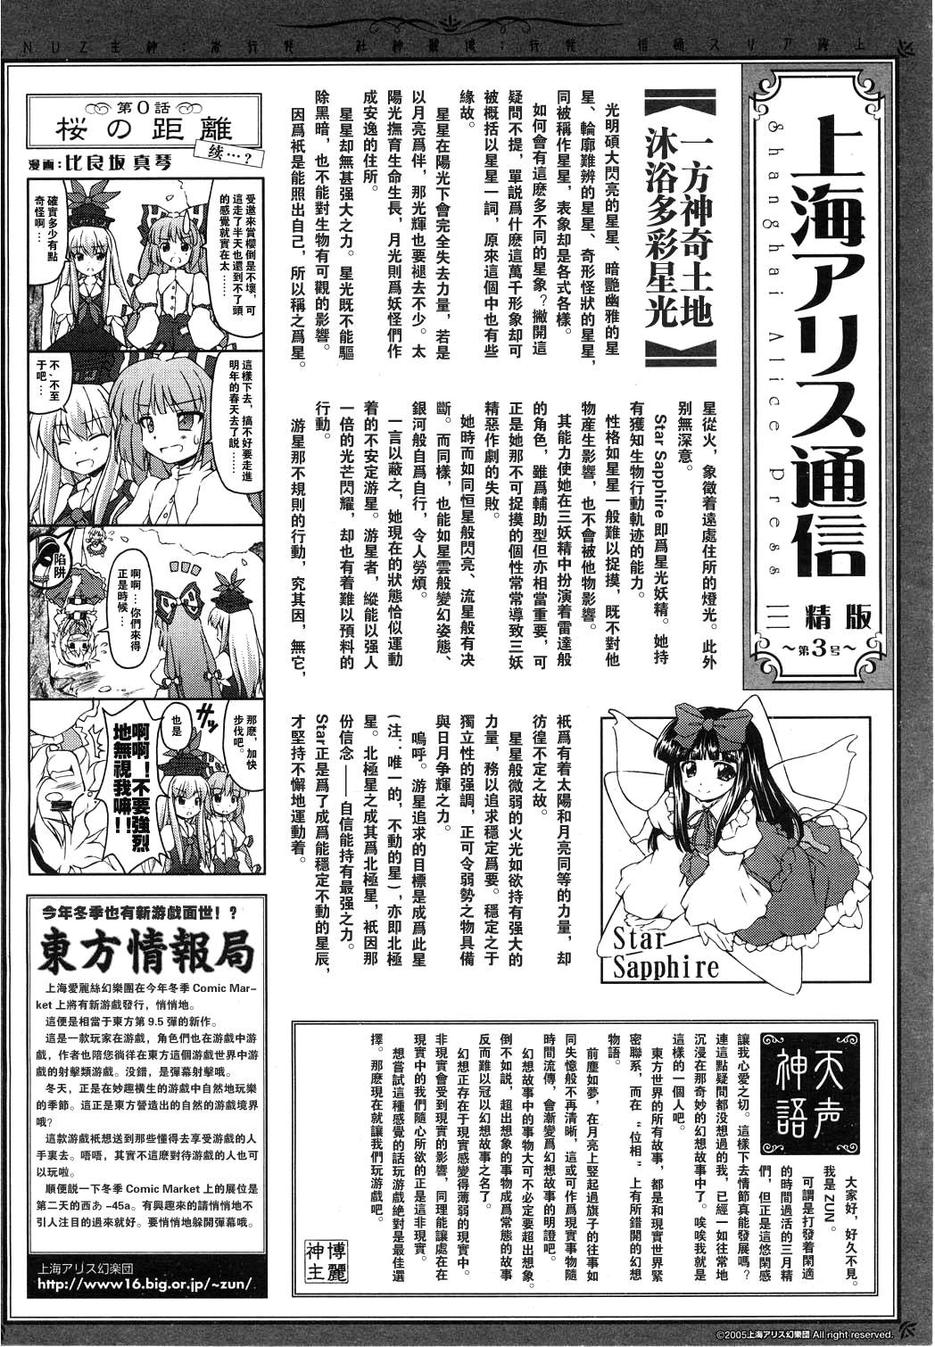 上海アリス通信
Shanghai Alice Press
三精版
～第3号～
一方神奇土地
沐浴多彩星光
光明碩大閃亮的星星、暗艷幽雅的星
星、輪廓難辨的星星、奇形怪狀的星星，
同被稱作星星，表象却是各式各樣。
如何會有這麽多不同的星象？撇開這
疑問不提，單説爲什麽這萬千形象却可
被概括以星星一詞，原來這個中也有些
緣故。
星星在陽光下會完全失去力量，若是
以月亮爲伴，那光輝也要褪去不少。太
陽光撫育生命生長，月光則爲妖怪們作
成安逸的住所。
星星却無甚强大之力。星光既不能驅
除黑暗，也不能對生物有可觀的影響。
因爲衹是能照出自己，所以稱之爲星。
星從火，象徵着遠處住所的燈光。此外
别無深意。
Star Sapphire 即爲星光妖精。她持
有獲知生物行動軌迹的能力。
性格如星星一般難以捉摸，既不對他
物産生影響，也不會被他物影響。
其能力使她在三妖精中扮演着雷達般
的角色，雖爲輔助型但亦相當重要，可
正是她那不可捉摸的個性常常導致三妖
精惡作劇的失敗。
她時而如同恒星般閃亮、流星般有决
斷。而同樣，也能如星雲般變幻姿態、
銀河般自爲自行，令人勞煩。
一言以蔽之，她現在的狀態恰似運動
着的不安定游星。游星者，縱能以强人
一倍的光芒閃耀，却也有着難以預料的
行動。
游星那不規則的行動，究其因，無它，
衹爲有着太陽和月亮同等的力量，却
彷徨不定之故。
星星般微弱的火光如欲持有强大的
力量，務以追求穩定爲要。穩定之于
獨立性的强調，正可令弱勢之物具備
與日月争輝之力。
嗚呼。游星追求的目標是成爲此星
(注：唯一的，不動的星)，亦即北極
星。北極星之成其爲北極星，衹因那
份信念——自信能持有最强之力。
Star正是爲了成爲能穩定不動的星辰，
才堅持不懈地運動着。
Star
Sapphire
第0話
桜の距離
续…?
漫画：比良坂 真琴
受邀來賞櫻倒是不壞，可
這走了半天也還到不了頭
的感覺就實在太……
確實多少有點
奇怪啊…
這樣下去，搞不好要走進
明年的春天去了説……
不、不至
于吧…
陷阱
啊啊…你們來得
正是時候…
那麽，加快
步伐吧。
也是
ザッ
啊啊！不要強烈
地無視我嘛!!
今年冬季也有新游戲面世！?
東方情報局
上海愛麗絲幻樂團在今年冬季 Comic Mar-
ket 上將有新游戲發行，悄悄地。
這便是相當于東方第 9.5 彈的新作。
這是一款玩家在游戲，角色們也在游戲中游
戲，作者也陪您徜徉在東方這個游戲世界中游
戲的射擊類游戲。没錯，是彈幕射擊哦。
冬天，正是在妙趣横生的游戲中自然地玩樂
的季節。這正是東方營造出的自然的游戲境界
哦？
這款游戲衹想送到那些懂得去享受游戲的人
手裏去。唔唔，其實不這麽對待游戲的人也可
以玩啦。
順便説一下冬季 Comic Market 上的展位是
第二天的西あ -45a。有興趣來的請悄悄地不
引人注目的過來就好。要悄悄地躲開彈幕哦。
上海アリス幻楽団
http://www16.big.or.jp/~zun/
天声
神語
大家好，好久不見。
我是 ZUN。
可謂是打發着閑適
的時間過活的三月精
們，但正是這悠閑感
讓我心愛之切。這樣下去情節真能發展嗎？
連這點疑問都没想過的我，已經一如往常地
沉浸在那奇妙的幻想故事中了。唉唉我就是
這樣的一個人吧。
東方世界的所有故事，都是和現實世界緊
密聯系，而在 “位相” 上有所錯開的幻想
物語。
前塵如夢，在月亮上竪起過旗子的往事如
同失憶般不再清晰，這或可作爲現實事物隨
時間流傳，會漸變爲幻想故事的明證吧。
幻想故事中的事物大可不必定要超出想象。
倒不如説，超出想象的事物成爲常態的故事
反而難以冠以幻想故事之名了。
幻想正存在于現實感變得薄弱的現實中。
非現實會受到現實的影響，同理能讓處在在
現實中的我們隨心所欲的正是這非現實。
想嘗試這種感覺的話玩游戲絶對是最佳選
擇。那麽現在就讓我們玩游戲吧。
博麗
神主
©2005上海アリス幻樂団 All right reserved.